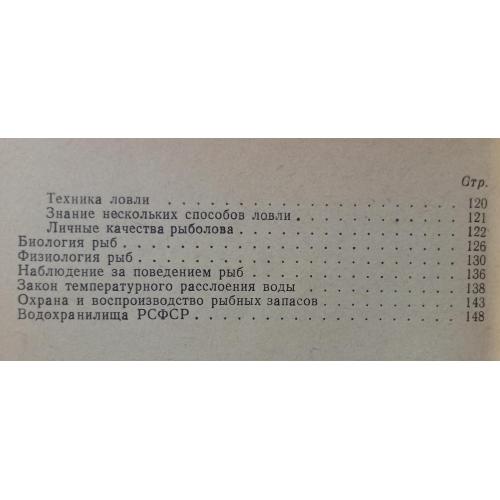 Стр.
Техника ловли . . . . . . . . . . . . . . . . . . 120
Знание нескольких способов ловли . . . . . . . . . 121
Личные качества рыболова . . . . . . . . . . . . . 122
Биология рыб . . . . . . . . . . . . . . . . . . . 126
Физиология рыб . . . . . . . . . . . . . . . . . . 130
Наблюдение за поведением рыб . . . . . . . . . . . 136
Закон температурного расслоения воды . . . . . . . 138
Охрана и воспроизводство рыбных запасов . . . . . . 143
Водохранилища РСФСР . . . . . . . . . . . . . . . . 148